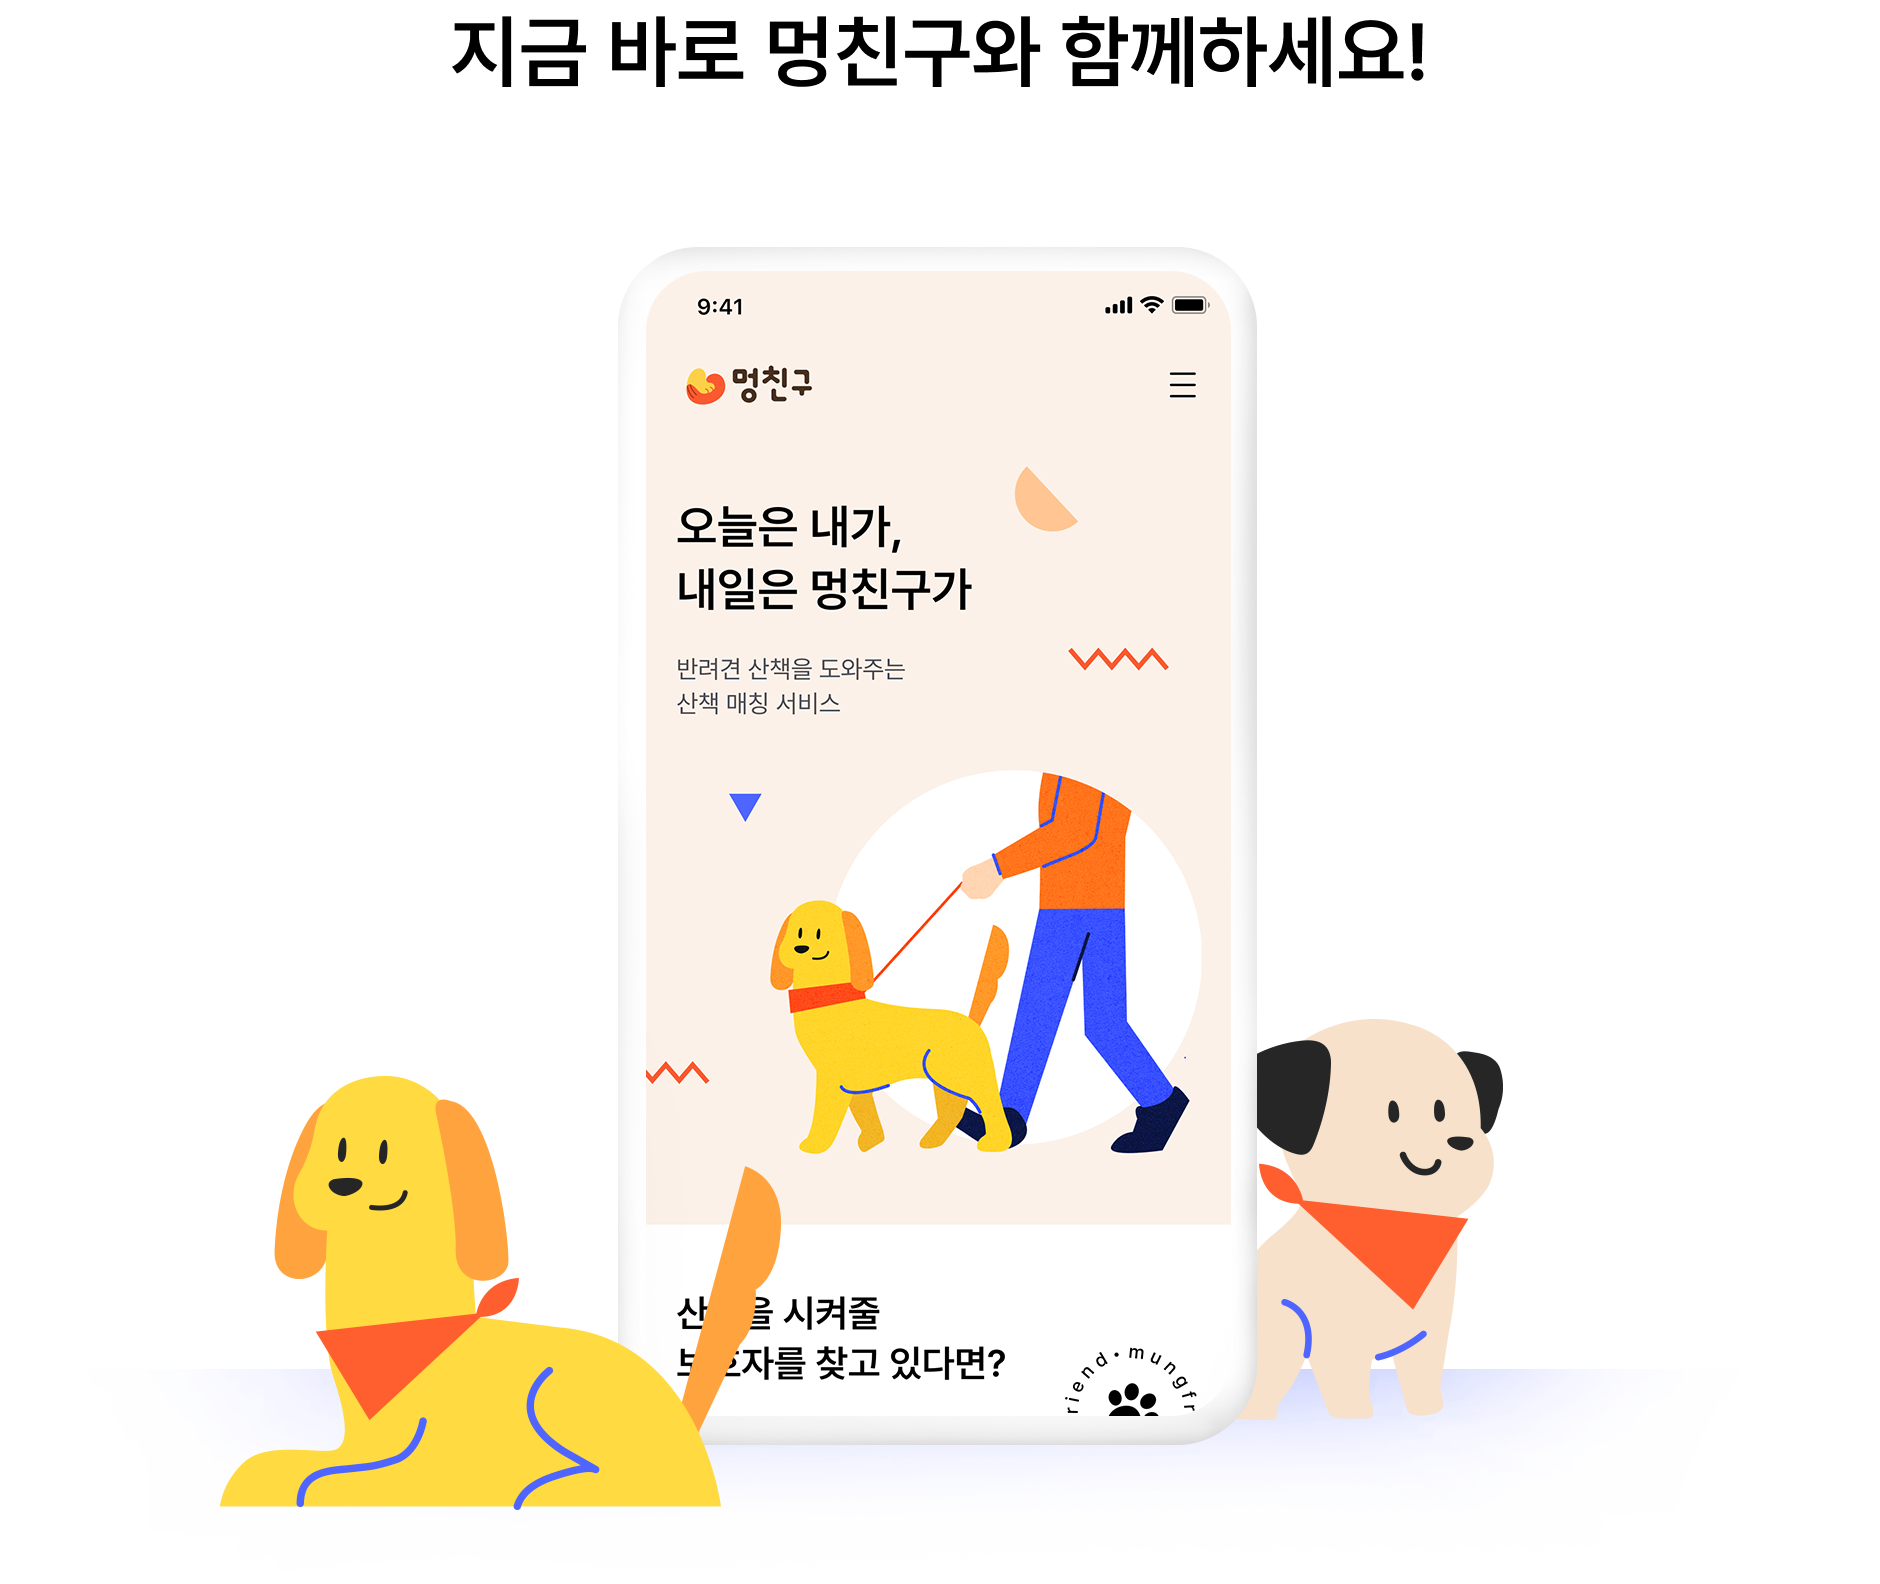 지금 바로 멍친구와 함께하세요!
9:41
멍친구
오늘은 내가,
내일은 멍친구가
반려견 산책을 도와주는
산책 매칭 서비스
시켜줄
찾고 있다면?
riend • mungfr